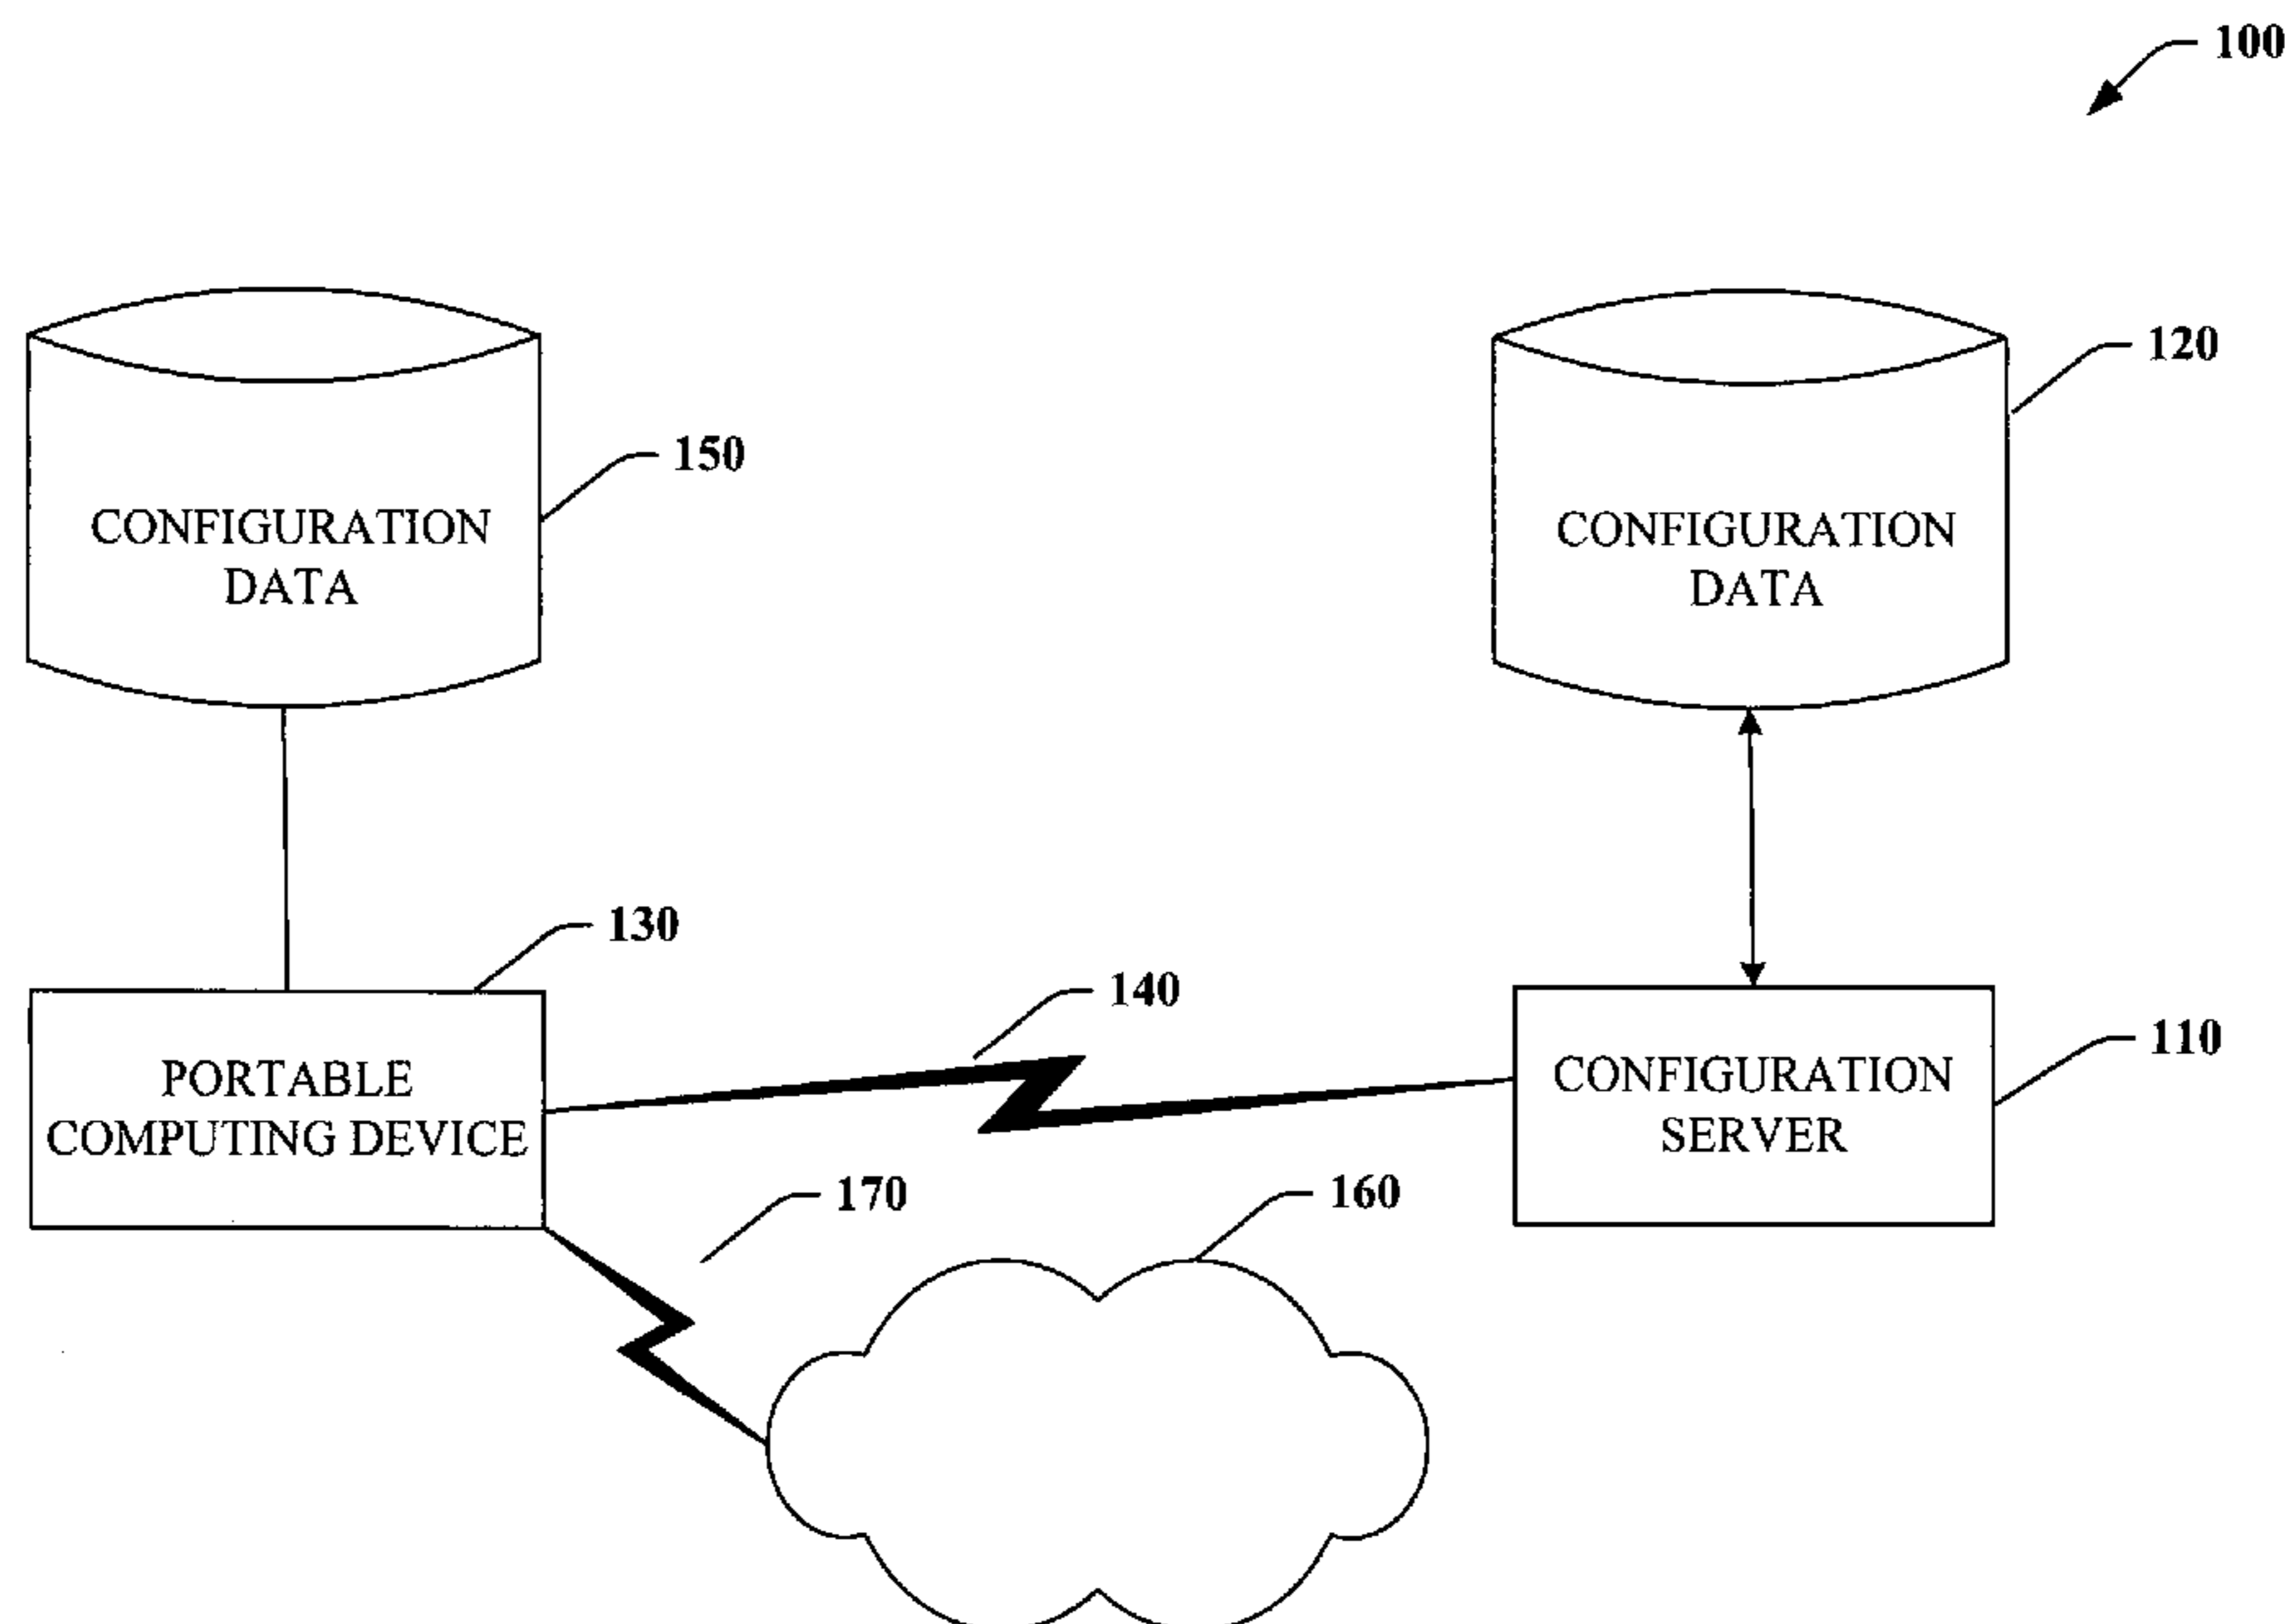 100
120
150
CONFIGURATION
DATA
CONFIGURATION
DATA
130
140
110
PORTABLE
COMPUTING DEVICE
CONFIGURATION
SERVER
170
160